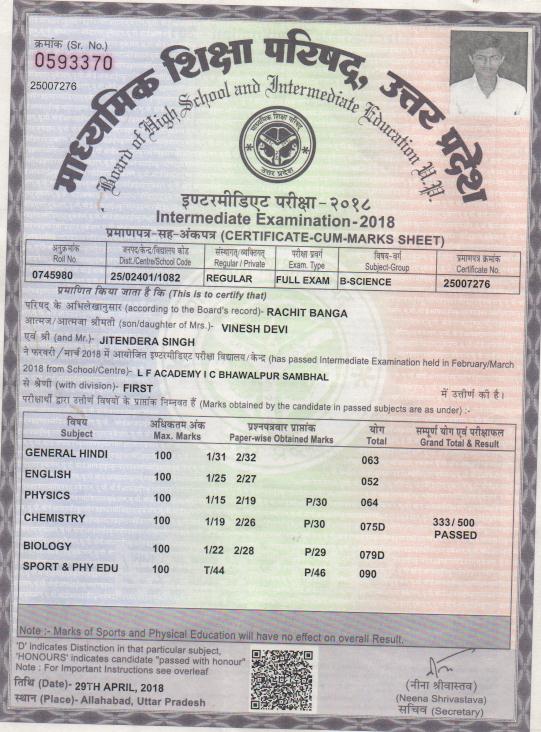 क्रमांक (Sr. No.)
0593370
25007276
माध्यमिक शिक्षा परिषद्, उत्तर प्रदेश
Board of High School and Intermediate Education U.P.
माध्यमिक शिक्षा परिषद्
उत्तर प्रदेश
इण्टरमीडिएट परीक्षा-२०१८
Intermediate Examination-2018
प्रमाणपत्र-सह-अंकपत्र (CERTIFICATE-CUM-MARKS SHEET)
अनुक्रमांक जनपद/केन्द्र/विद्यालय कोड संस्थागत/व्यक्तिगत परीक्षा प्रवर्ग विषय-वर्ग प्रमाणपत्र क्रमांक
Roll No. Dist./Centre/School Code Regular / Private Exam. Type Subject-Group Certificate No.
0745980 25/02401/1082 REGULAR FULL EXAM B-SCIENCE 25007276
प्रमाणित किया जाता है कि (This is to certify that)
परिषद् के अभिलेखानुसार (according to the Board's record)- RACHIT BANGA
आत्मज/आत्मजा श्रीमती (son/daughter of Mrs.)- VINESH DEVI
एवं श्री (and Mr.)- JITENDERA SINGH
ने फरवरी/मार्च 2018 में आयोजित इण्टरमीडिएट परीक्षा विद्यालय/केन्द्र (has passed Intermediate Examination held in February/March
2018 from School/Centre)- L F ACADEMY I C BHAWALPUR SAMBHAL
से श्रेणी (with division)- FIRST में उत्तीर्ण की है।
परीक्षार्थी द्वारा उत्तीर्ण विषयों के प्राप्तांक निम्नवत हैं (Marks obtained by the candidate in passed subjects are as under) :-
विषय अधिकतम अंक प्रश्नपत्रवार प्राप्तांक योग सम्पूर्ण योग एवं परीक्षाफल
Subject Max. Marks Paper-wise Obtained Marks Total Grand Total & Result
GENERAL HINDI 100 1/31 2/32 063
ENGLISH 100 1/25 2/27 052
PHYSICS 100 1/15 2/19 P/30 064
CHEMISTRY 100 1/19 2/26 P/30 075D 333/500
PASSED
BIOLOGY 100 1/22 2/28 P/29 079D
SPORT & PHY EDU 100 T/44 P/46 090
Note :- Marks of Sports and Physical Education will have no effect on overall Result.
'D' indicates Distinction in that particular subject,
'HONOURS' indicates candidate "passed with honour"
Note : For Important Instructions see overleaf
तिथि (Date)- 29TH APRIL, 2018
स्थान (Place)- Allahabad, Uttar Pradesh
(नीना श्रीवास्तव)
(Neena Shrivastava)
सचिव (Secretary)